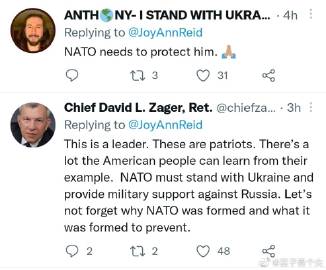 ANTH🌎NY- I STAND WITH UKRA... · 4h
Replying to @JoyAnnReid
NATO needs to protect him. 🙏🏼
3 31
Chief David L. Zager, Ret. @chiefza... · 3h
Replying to @JoyAnnReid
This is a leader. These are patriots. There's a
lot the American people can learn from their
example. NATO must stand with Ukraine and
provide military support against Russia. Let's
not forget why NATO was formed and what it
was formed to prevent.
2 2 48